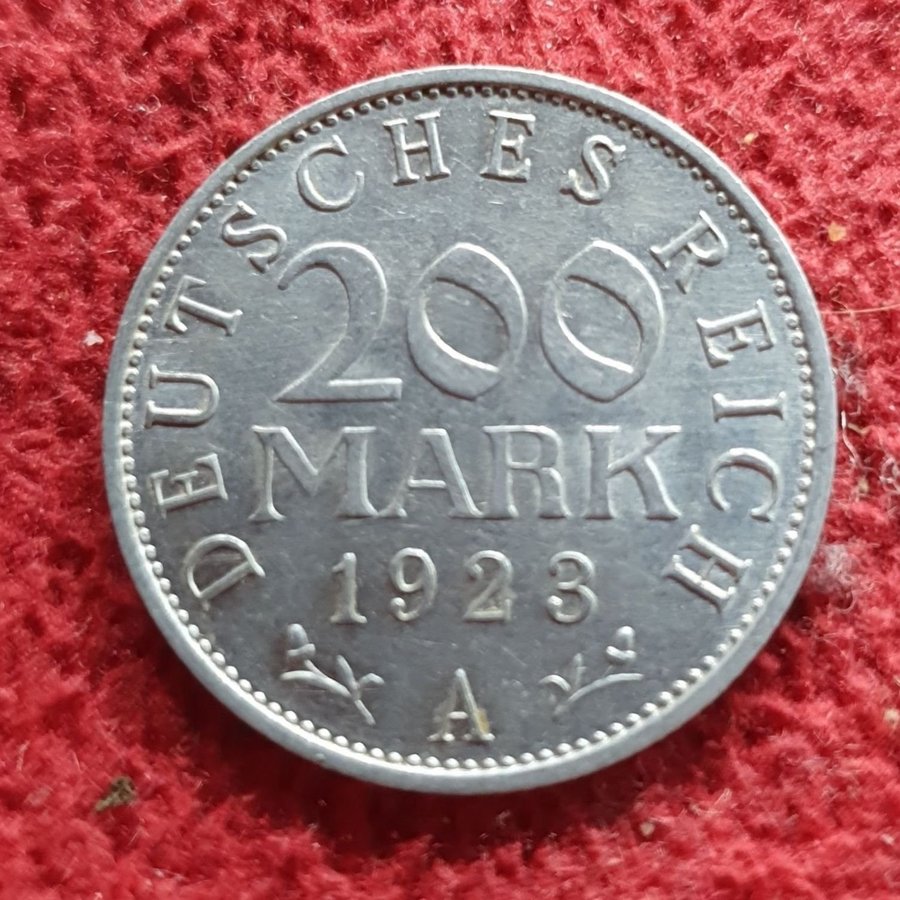 DEUTSCHES REICH
200
MARK
1923
A